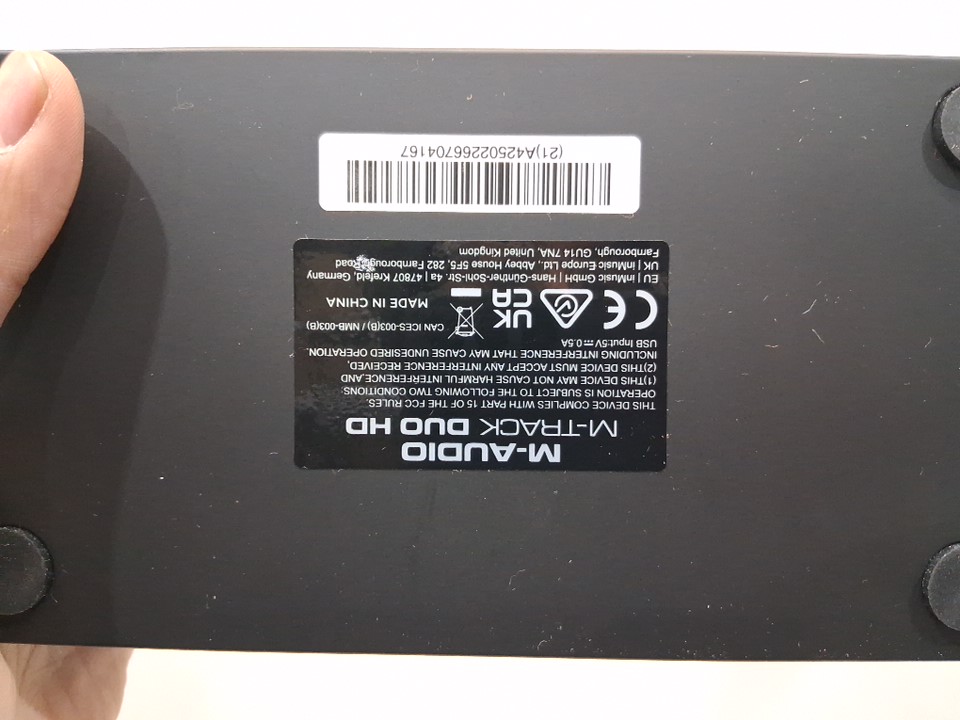 M-AUDIO
M-TRACK DUO HD
THIS DEVICE COMPLIES WITH PART 15 OF THE FCC RULES.
OPERATION IS SUBJECT TO THE FOLLOWING TWO CONDITIONS:
(1)THIS DEVICE MAY NOT CAUSE HARMFUL INTERFERENCE,AND
(2)THIS DEVICE MUST ACCEPT ANY INTERFERENCE RECEIVED,
INCLUDING INTERFERENCE THAT MAY CAUSE UNDESIRED OPERATION.
USB Input:5V⎓0.5A
CAN ICES-003(B) / NMB-003(B)
CE UK CA MADE IN CHINA
EU | inMusic GmbH | Hans-Günther-Sohl-Str. 4a | 47807 Krefeld, Germany
UK | inMusic Europe Ltd., Abbey House 5F5, 282 Farnborough Road
Farnborough, GU14 7NA, United Kingdom
(21)A42502266704167